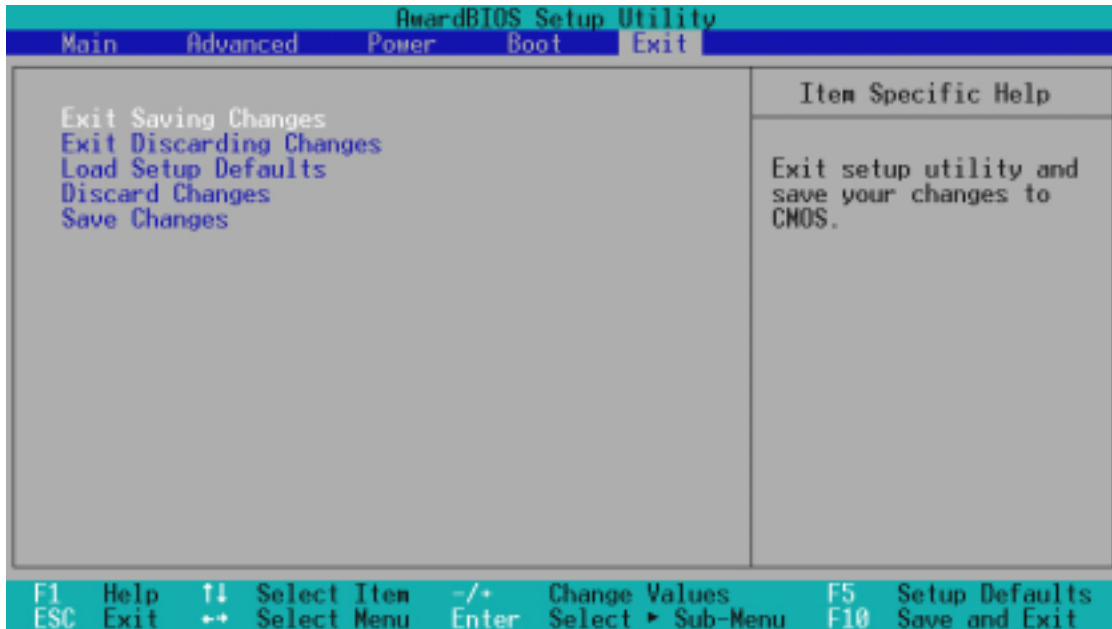 AwardBIOS Setup Utility
Main Advanced Power Boot Exit
Exit Saving Changes
Exit Discarding Changes
Load Setup Defaults
Discard Changes
Save Changes
Item Specific Help
Exit setup utility and
save your changes to
CMOS.
F1 Help ↑↓ Select Item -/+ Change Values F5 Setup Defaults
ESC Exit ←→ Select Menu Enter Select ► Sub-Menu F10 Save and Exit